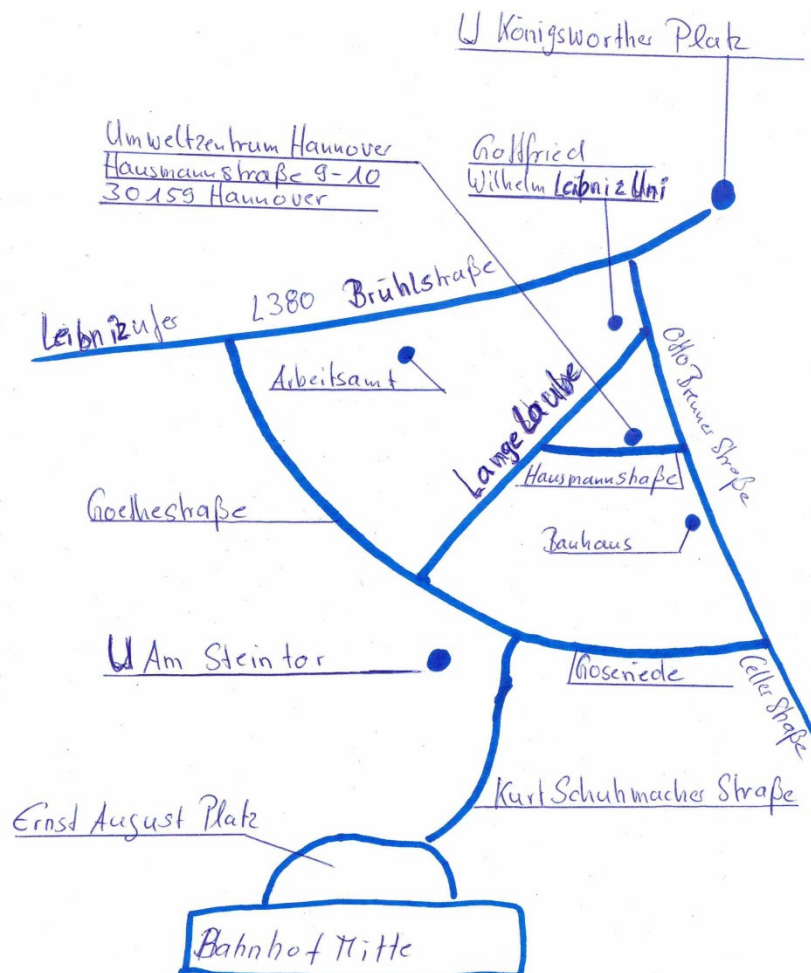 U Königsworther Platz
Umweltzentrum Hannover
Hausmannstraße 9-10
30159 Hannover
Gottfried
Wilhelm Leibniz Uni
Leibnizufer
L380 Brühlstraße
Arbeitsamt
Lange Laube
Otto Brenner Straße
Hausmannstraße
Goethestraße
Bauhaus
U Am Steintor
Goseriede
Celler Straße
Kurt Schuhmacher Straße
Ernst August Platz
Bahnhof Mitte